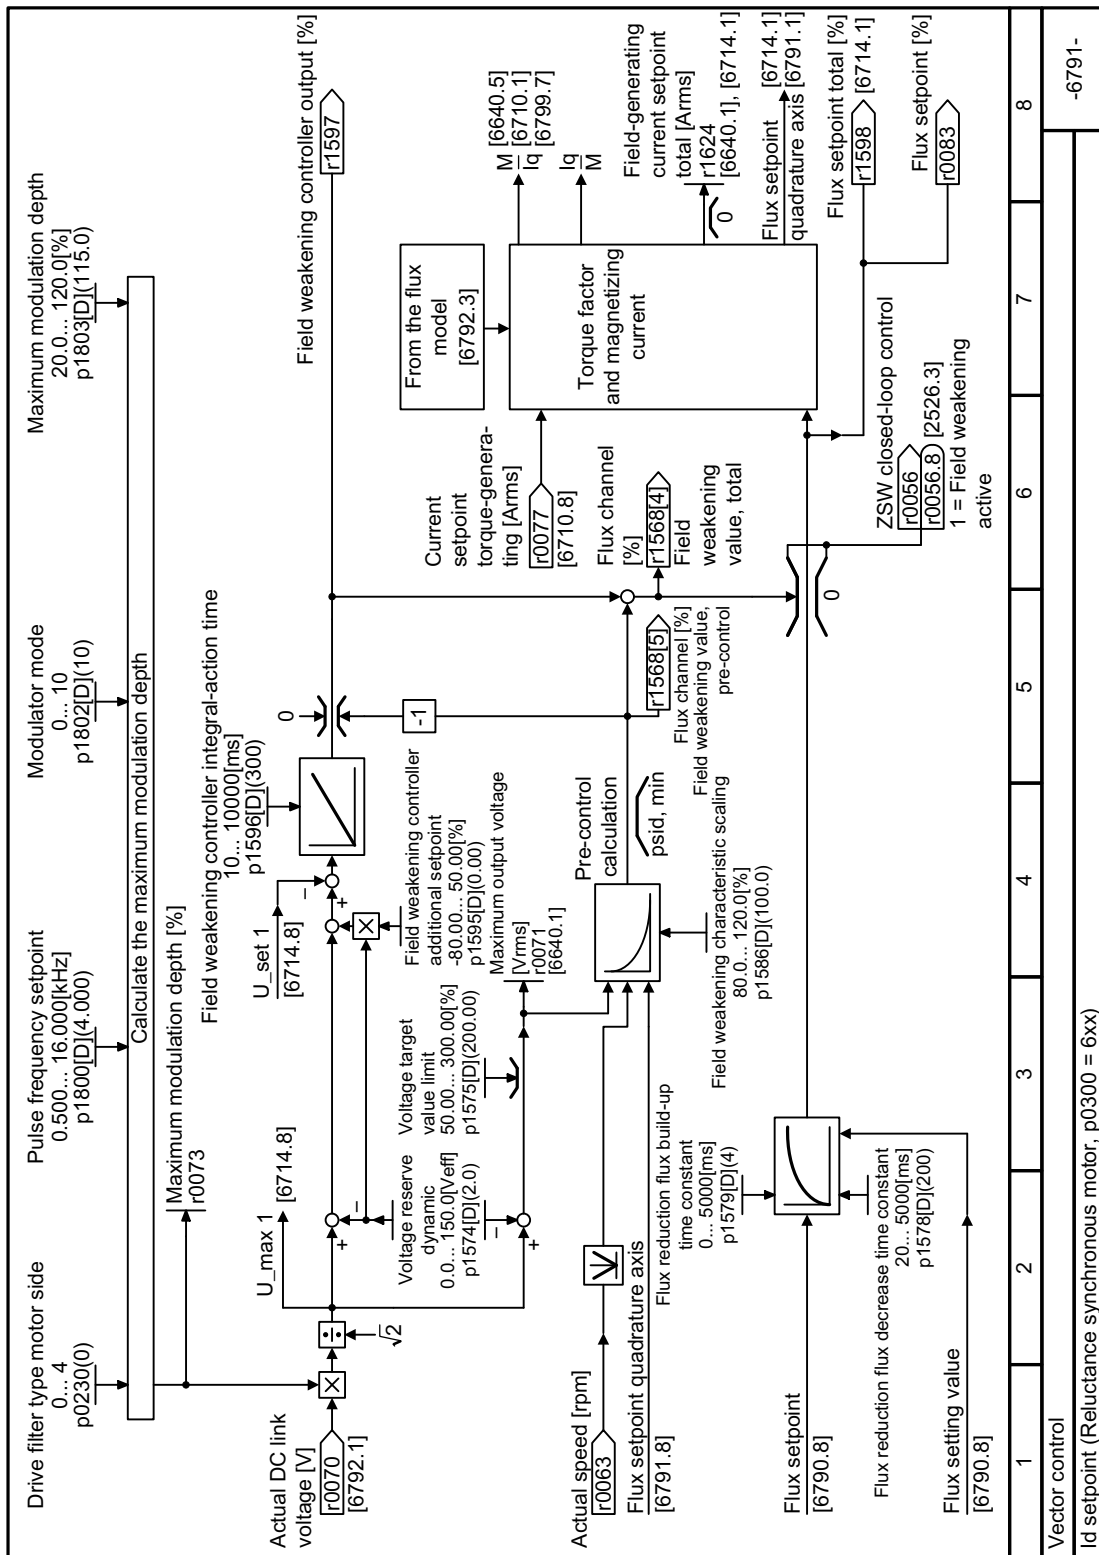 Drive filter type motor side
0... 4
p0230(0)
Pulse frequency setpoint
0.500... 16.000[kHz]
p1800[D](4.000)
Modulator mode
0... 10
p1802[D](10)
Maximum modulation depth
20.0... 120.0[%]
p1803[D](115.0)
Calculate the maximum modulation depth
Maximum modulation depth [%]
r0073
Field weakening controller integral-action time
10... 10000[ms]
p1596[D](300)
U_max 1
[6714.8]
U_set 1
[6714.8]
0
Field weakening controller output [%]
r1597
Actual DC link
voltage [V]
r0070
[6792.1]
√2
+
–
+
–
-1
Voltage reserve
dynamic
0.0... 150.0[Veff]
p1574[D](2.0)
–
+
Voltage target
value limit
50.00... 300.00[%]
p1575[D](200.00)
Field weakening controller
additional setpoint
-80.00... 50.00[%]
p1595[D](0.00)
Maximum output voltage
[Vrms]
r0071
[6640.1]
Current
setpoint
torque-genera-
ting [Arms]
r0077
[6710.8]
From the flux
model
[6792.3]
Torque factor
and magnetizing
current
M
Iq
[6640.5]
[6710.1]
[6799.7]
Iq
M
Field-generating
current setpoint
total [Arms]
r1624
[6640.1], [6714.1]
0
Flux setpoint
quadrature axis
[6714.1]
[6791.1]
Actual speed [rpm]
r0063
Flux setpoint quadrature axis
[6791.8]
Pre-control
calculation
psid, min
Field weakening characteristic scaling
80.0... 120.0[%]
p1586[D](100.0)
Flux channel
[%]
r1568[4]
Field
weakening
value, total
r1568[5]
Flux channel [%]
Field weakening value,
pre-control
Flux reduction flux build-up
time constant
0... 5000[ms]
p1579[D](4)
Flux setpoint
[6790.8]
Flux reduction flux decrease time constant
20... 5000[ms]
p1578[D](200)
Flux setting value
[6790.8]
0
ZSW closed-loop control
r0056
r0056.8
[2526.3]
1 = Field weakening
active
Flux setpoint total [%]
r1598
[6714.1]
Flux setpoint [%]
r0083
1
2
3
4
5
6
7
8
Vector control
Id setpoint (Reluctance synchronous motor, p0300 = 6xx)
-6791-